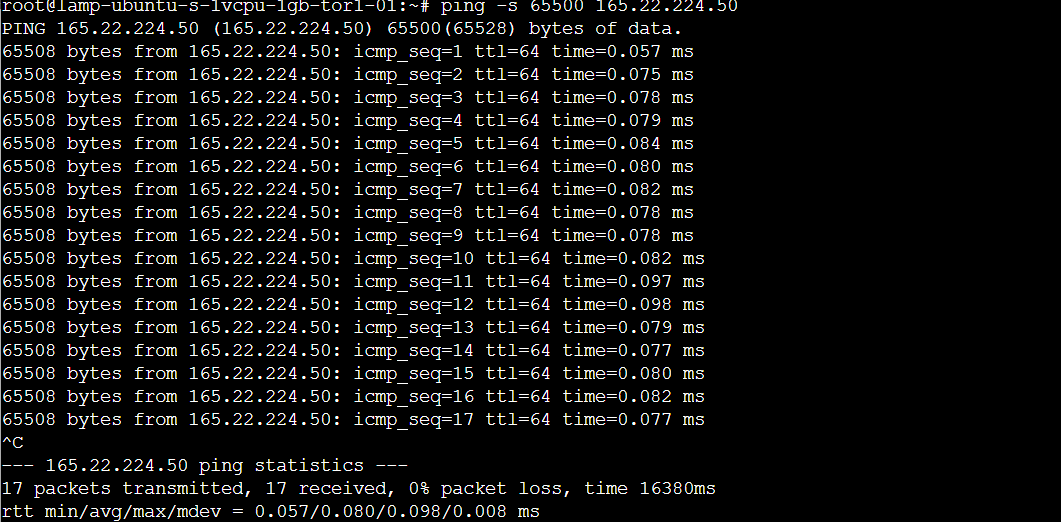 root@lamp-ubuntu-s-1vcpu-1gb-tor1-01:~# ping -s 65500 165.22.224.50
PING 165.22.224.50 (165.22.224.50) 65500(65528) bytes of data.
65508 bytes from 165.22.224.50: icmp_seq=1 ttl=64 time=0.057 ms
65508 bytes from 165.22.224.50: icmp_seq=2 ttl=64 time=0.075 ms
65508 bytes from 165.22.224.50: icmp_seq=3 ttl=64 time=0.078 ms
65508 bytes from 165.22.224.50: icmp_seq=4 ttl=64 time=0.079 ms
65508 bytes from 165.22.224.50: icmp_seq=5 ttl=64 time=0.084 ms
65508 bytes from 165.22.224.50: icmp_seq=6 ttl=64 time=0.080 ms
65508 bytes from 165.22.224.50: icmp_seq=7 ttl=64 time=0.082 ms
65508 bytes from 165.22.224.50: icmp_seq=8 ttl=64 time=0.078 ms
65508 bytes from 165.22.224.50: icmp_seq=9 ttl=64 time=0.078 ms
65508 bytes from 165.22.224.50: icmp_seq=10 ttl=64 time=0.082 ms
65508 bytes from 165.22.224.50: icmp_seq=11 ttl=64 time=0.097 ms
65508 bytes from 165.22.224.50: icmp_seq=12 ttl=64 time=0.098 ms
65508 bytes from 165.22.224.50: icmp_seq=13 ttl=64 time=0.079 ms
65508 bytes from 165.22.224.50: icmp_seq=14 ttl=64 time=0.077 ms
65508 bytes from 165.22.224.50: icmp_seq=15 ttl=64 time=0.080 ms
65508 bytes from 165.22.224.50: icmp_seq=16 ttl=64 time=0.082 ms
65508 bytes from 165.22.224.50: icmp_seq=17 ttl=64 time=0.077 ms
^C
--- 165.22.224.50 ping statistics ---
17 packets transmitted, 17 received, 0% packet loss, time 16380ms
rtt min/avg/max/mdev = 0.057/0.080/0.098/0.008 ms